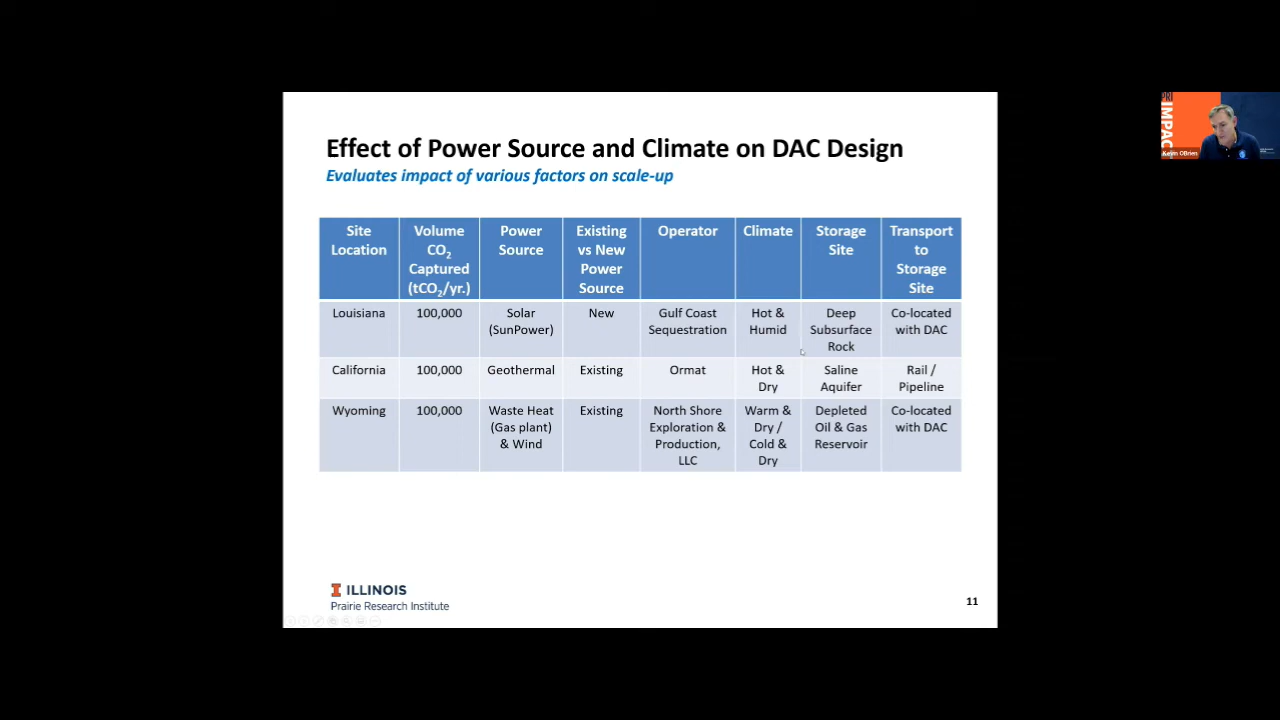 Effect of Power Source and Climate on DAC Design
Evaluates impact of various factors on scale-up
Site Location
Volume CO2 Captured (tCO2/yr.)
Power Source
Existing vs New Power Source
Operator
Climate
Storage Site
Transport to Storage Site
Louisiana
100,000
Solar (SunPower)
New
Gulf Coast Sequestration
Hot & Humid
Deep Subsurface Rock
Co-located with DAC
California
100,000
Geothermal
Existing
Ormat
Hot & Dry
Saline Aquifer
Rail / Pipeline
Wyoming
100,000
Waste Heat (Gas plant) & Wind
Existing
North Shore Exploration & Production, LLC
Warm & Dry / Cold & Dry
Depleted Oil & Gas Reservoir
Co-located with DAC
I ILLINOIS
Prairie Research Institute
11
PRI
IMPAC
Kevin OBrien